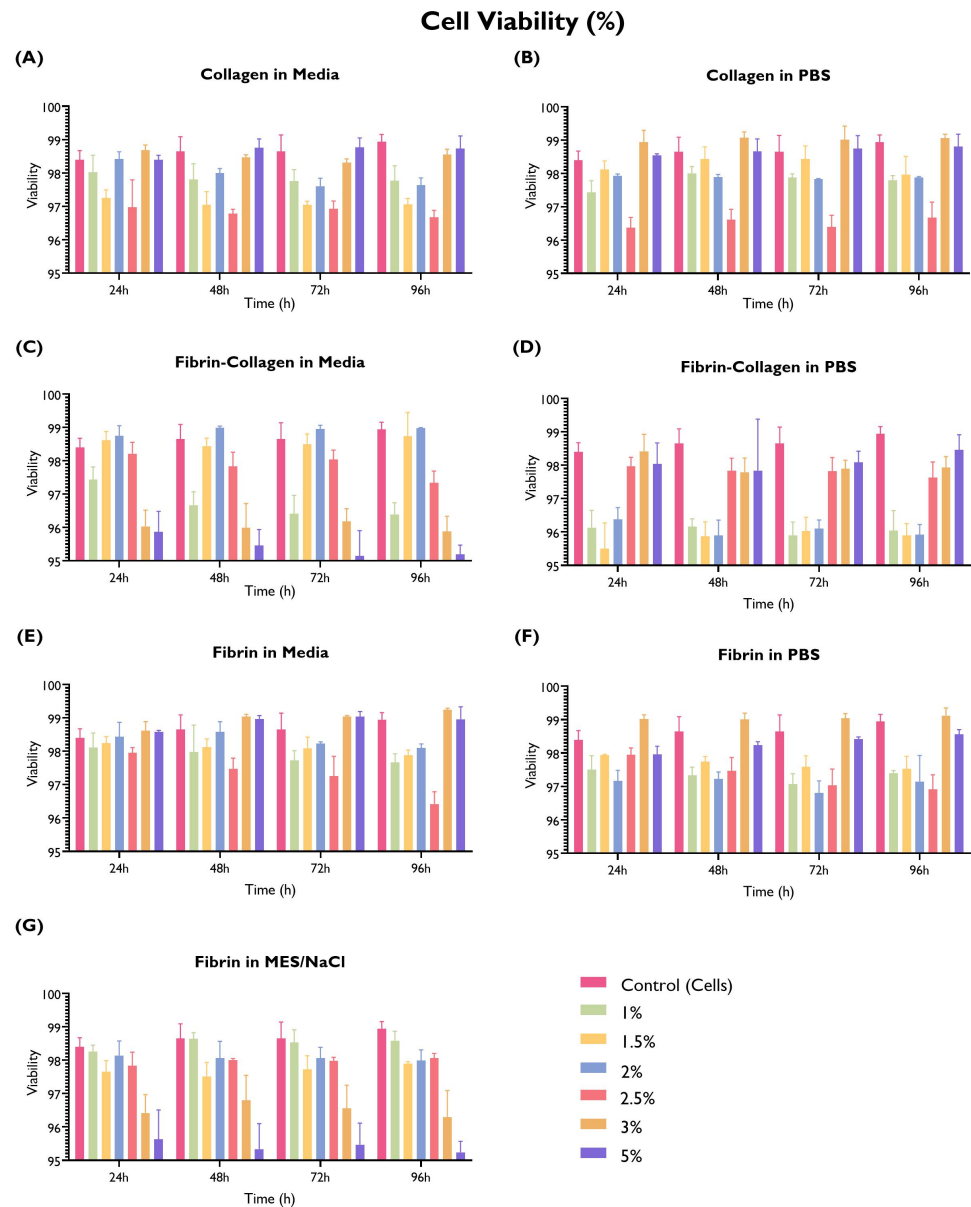 Cell Viability (%)
(A)
Collagen in Media
100
99
98
97
96
95
Viability
24h
48h
72h
96h
Time (h)
(B)
Collagen in PBS
100
99
98
97
96
95
Viability
24h
48h
72h
96h
Time (h)
(C)
Fibrin-Collagen in Media
100
99
98
97
96
95
Viability
24h
48h
72h
96h
Time (h)
(D)
Fibrin-Collagen in PBS
100
99
98
97
96
95
Viability
24h
48h
72h
96h
Time (h)
(E)
Fibrin in Media
100
99
98
97
96
95
Viability
24h
48h
72h
96h
Time (h)
(F)
Fibrin in PBS
100
99
98
97
96
95
Viability
24h
48h
72h
96h
Time (h)
(G)
Fibrin in MES/NaCl
100
99
98
97
96
95
Viability
24h
48h
72h
96h
Time (h)
Control (Cells)
1%
1.5%
2%
2.5%
3%
5%